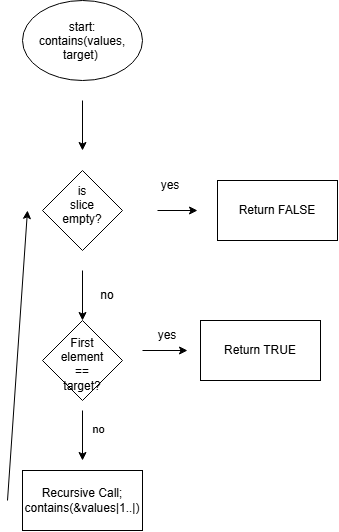 start:
contains(values,
target)
is
slice
empty?
yes
Return FALSE
no
First
element
==
target?
yes
Return TRUE
no
Recursive Call;
contains(&values|1..|)